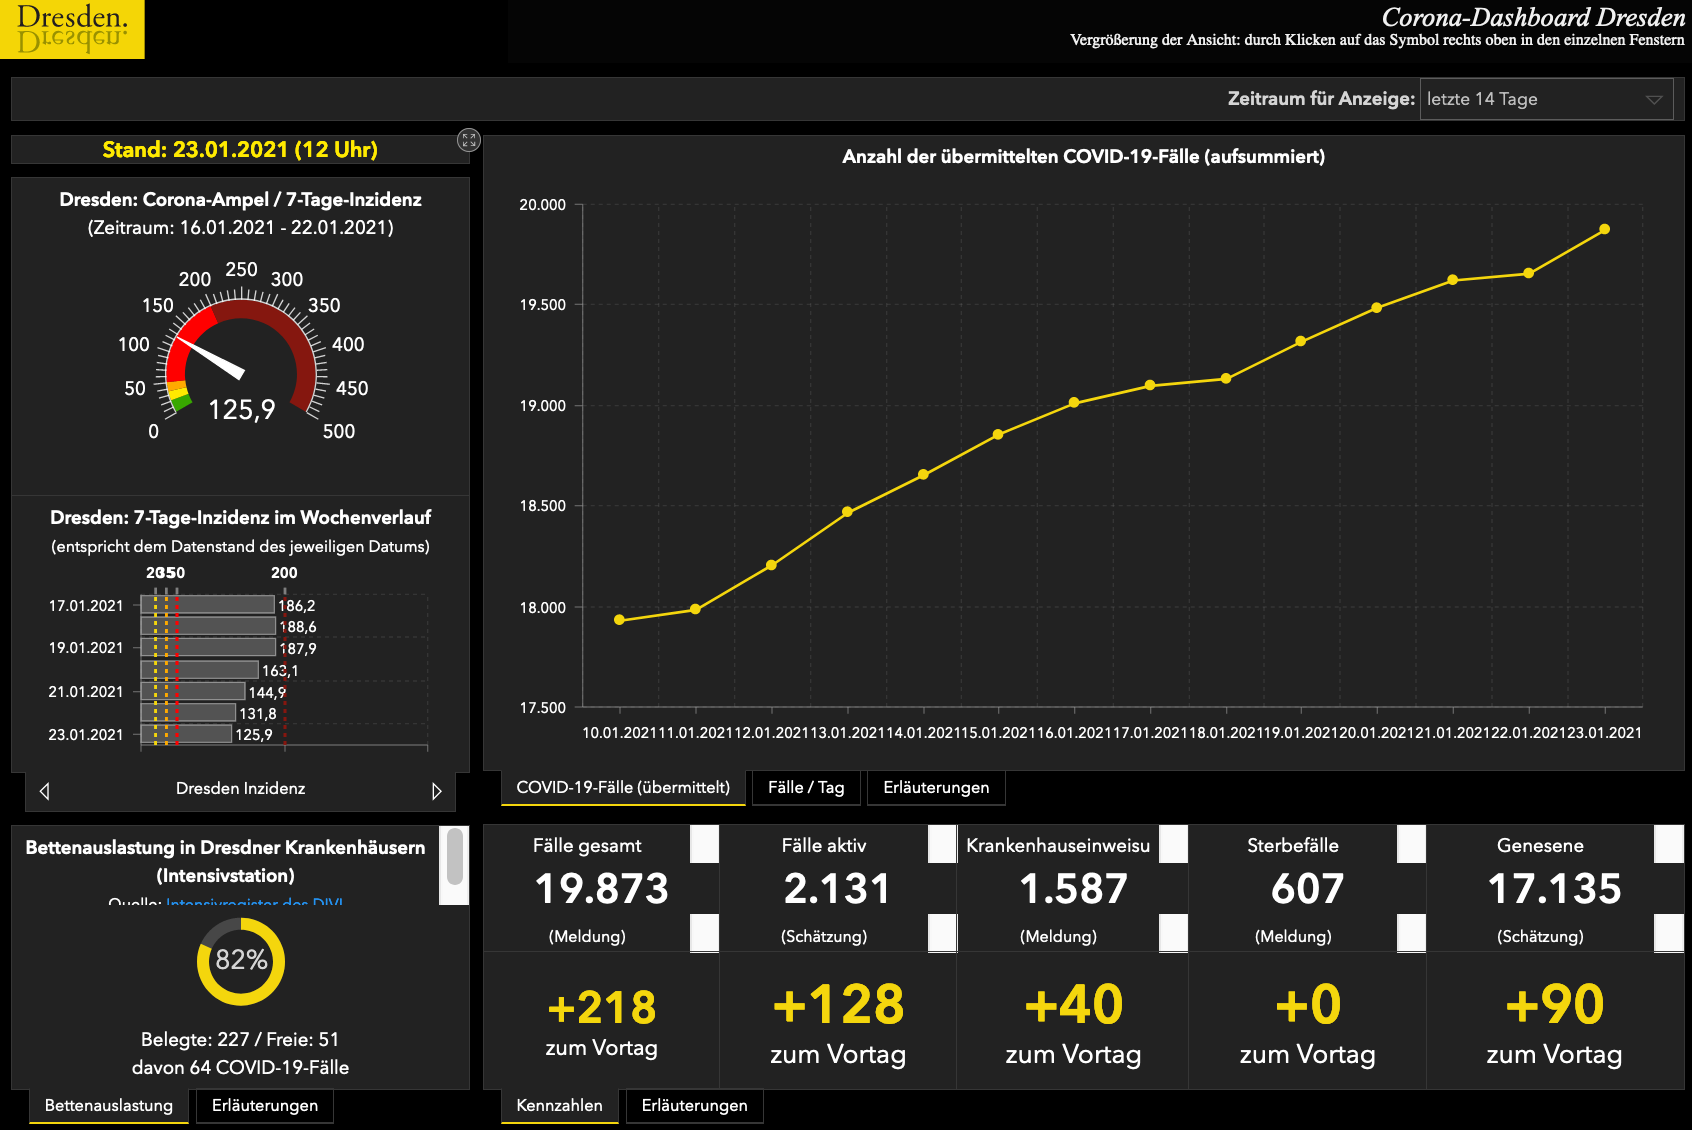 Dresden.
Dresden.
Corona-Dashboard Dresden
Vergrößerung der Ansicht: durch Klicken auf das Symbol rechts oben in den einzelnen Fenstern
Zeitraum für Anzeige: letzte 14 Tage
Stand: 23.01.2021 (12 Uhr)
Dresden: Corona-Ampel / 7-Tage-Inzidenz
(Zeitraum: 16.01.2021 - 22.01.2021)
0
50
100
150
200
250
300
350
400
450
500
125,9
Dresden: 7-Tage-Inzidenz im Wochenverlauf
(entspricht dem Datenstand des jeweiligen Datums)
20 35 50 200
17.01.2021 186,2
188,6
19.01.2021 187,9
163,1
21.01.2021 144,9
131,8
23.01.2021 125,9
Dresden Inzidenz
Anzahl der übermittelten COVID-19-Fälle (aufsummiert)
20.000
19.500
19.000
18.500
18.000
17.500
10.01.2021 11.01.2021 12.01.2021 13.01.2021 14.01.2021 15.01.2021 16.01.2021 17.01.2021 18.01.2021 19.01.2021 20.01.2021 21.01.2021 22.01.2021 23.01.2021
COVID-19-Fälle (übermittelt) Fälle / Tag Erläuterungen
Bettenauslastung in Dresdner Krankenhäusern
(Intensivstation)
Quelle: Intensivregister des DIVI
82%
Belegte: 227 / Freie: 51
davon 64 COVID-19-Fälle
Bettenauslastung Erläuterungen
Fälle gesamt
19.873
(Meldung)
+218
zum Vortag
Fälle aktiv
2.131
(Schätzung)
+128
zum Vortag
Krankenhauseinweisu
1.587
(Meldung)
+40
zum Vortag
Sterbefälle
607
(Meldung)
+0
zum Vortag
Genesene
17.135
(Schätzung)
+90
zum Vortag
Kennzahlen Erläuterungen